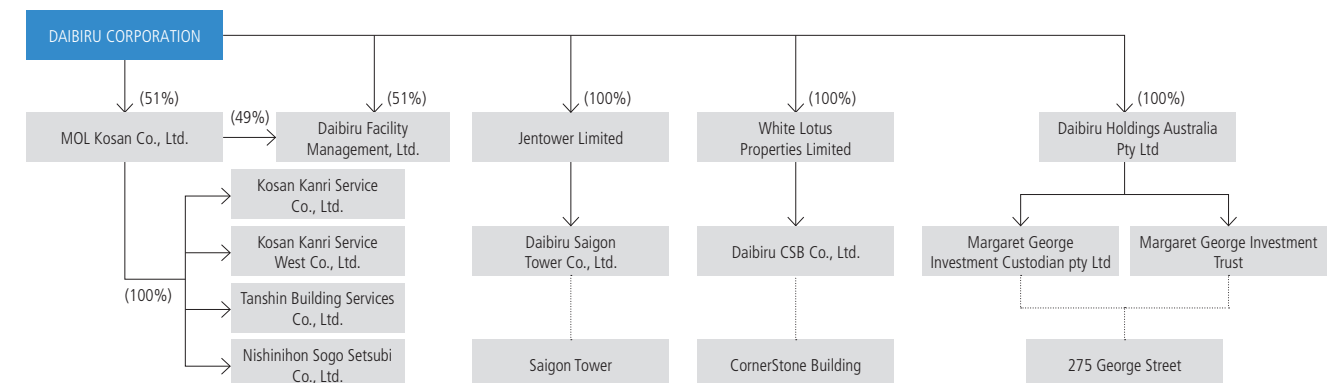 DAIBIRU CORPORATION
(51%)
(51%)
(100%)
(100%)
(100%)
MOL Kosan Co., Ltd.
(49%)
Daibiru Facility
Management, Ltd.
Jentower Limited
White Lotus
Properties Limited
Daibiru Holdings Australia
Pty Ltd
Kosan Kanri Service
Co., Ltd.
Kosan Kanri Service
West Co., Ltd.
(100%)
Tanshin Building Services
Co., Ltd.
Nishinihon Sogo Setsubi
Co., Ltd.
Daibiru Saigon
Tower Co., Ltd.
Daibiru CSB Co., Ltd.
Margaret George
Investment Custodian pty Ltd
Margaret George Investment
Trust
Saigon Tower
CornerStone Building
275 George Street